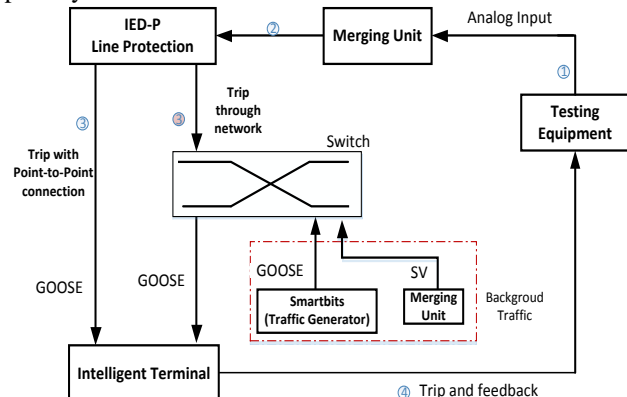 IED-P
Line Protection
②
Merging Unit
Analog Input
①
Testing
Equipment
③
Trip with
Point-to-Point
connection
③
Trip
through
network
Switch
GOOSE
GOOSE
GOOSE
SV
Smartbits
(Traffic Generator)
Merging
Unit
Backgroud
Traffic
Intelligent Terminal
④ Trip and feedback